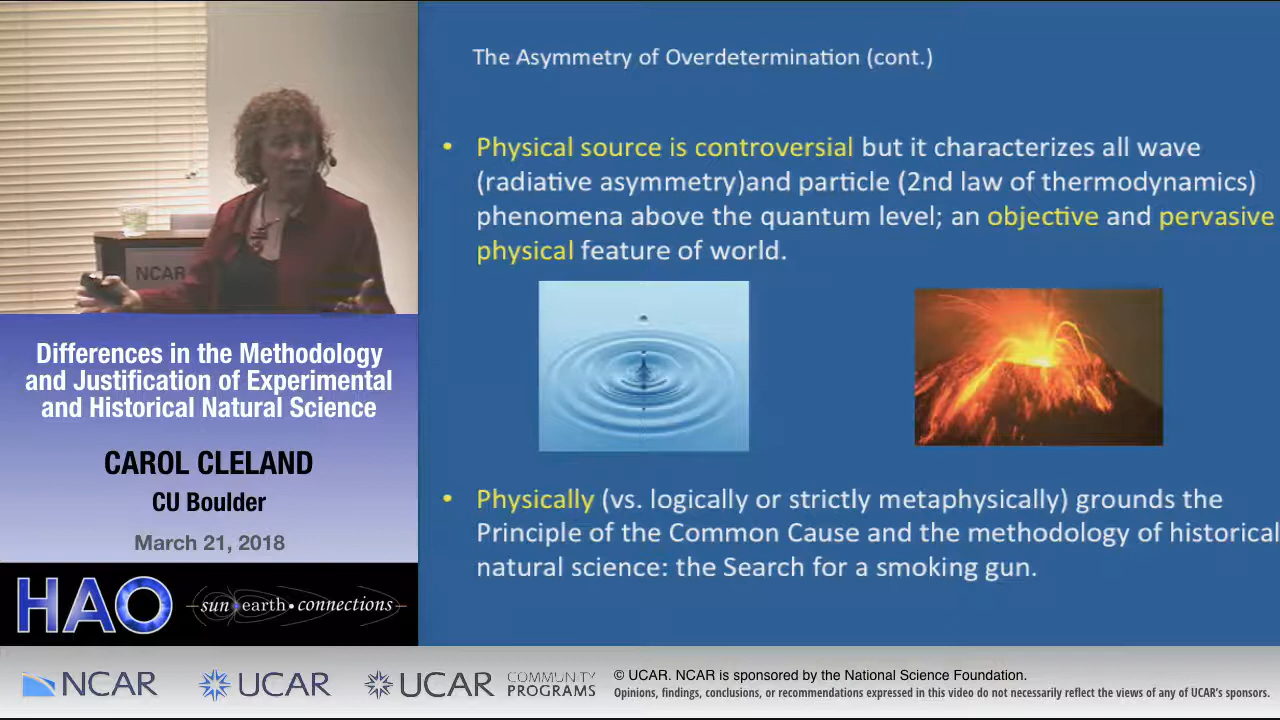 The Asymmetry of Overdetermination (cont.)
• Physical source is controversial but it characterizes all wave
(radiative asymmetry)and particle (2nd law of thermodynamics)
phenomena above the quantum level; an objective and pervasive
physical feature of world.
• Physically (vs. logically or strictly metaphysically) grounds the
Principle of the Common Cause and the methodology of historical
natural science: the Search for a smoking gun.
NCAR
Differences in the Methodology
and Justification of Experimental
and Historical Natural Science
CAROL CLELAND
CU Boulder
March 21, 2018
HAO
sun • earth • connections
NCAR
UCAR
UCAR
COMMUNITY
PROGRAMS
© UCAR. NCAR is sponsored by the National Science Foundation.
Opinions, findings, conclusions, or recommendations expressed in this video do not necessarily reflect the views of any of UCAR's sponsors.